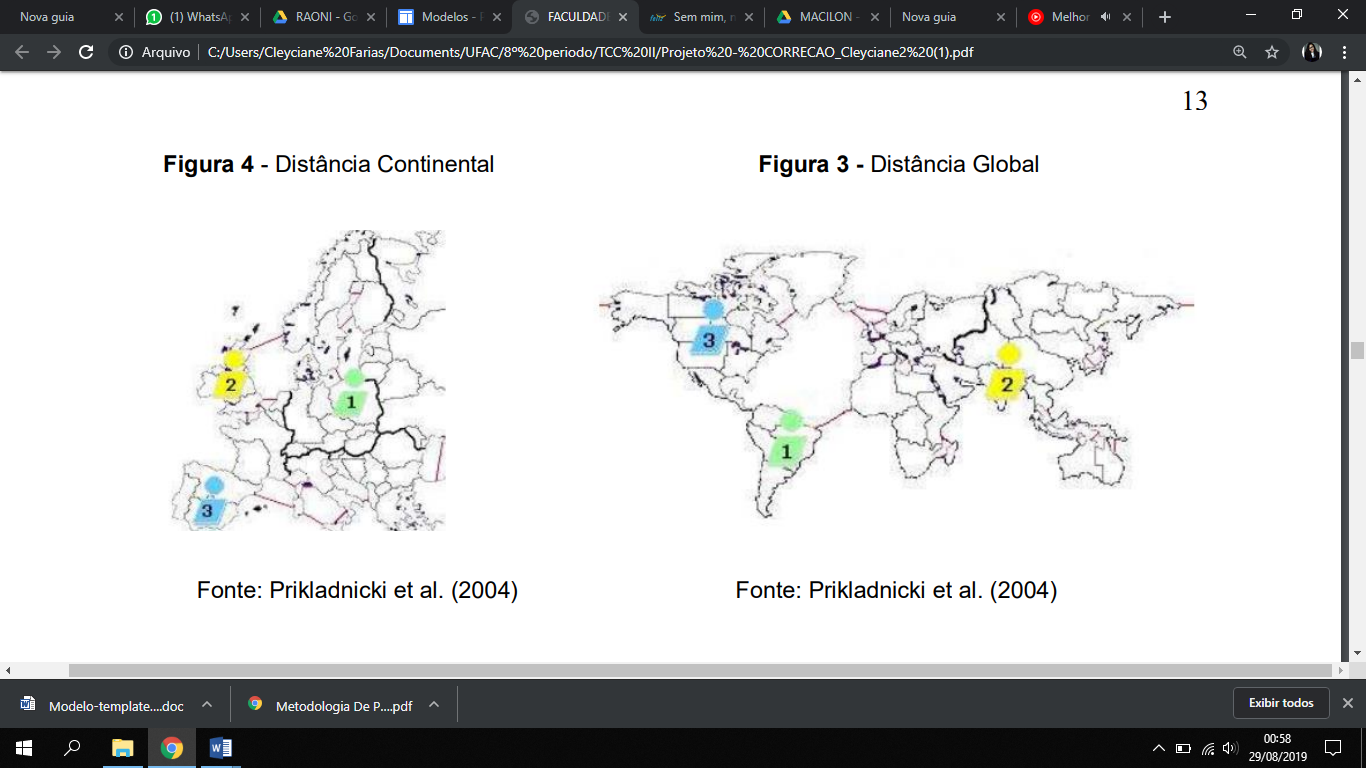 Nova guia
(1) WhatsA
RAONI - Go
Modelos - P
FACULDADE
Sem mim, n
MACILON -
Nova guia
Melhor
Arquivo
C:/Users/Cleyciane%20Farias/Documents/UFAC/8º%20periodo/TCC%20II/Projeto%20-%20CORRECAO_Cleyciane2%20(1).pdf
13
Figura 4 - Distância Continental
Figura 3 - Distância Global
2
1
3
3
2
1
Fonte: Prikladnicki et al. (2004)
Fonte: Prikladnicki et al. (2004)
Modelo-template....doc
Metodologia De P....pdf
Exibir todos
00:58
29/08/2019